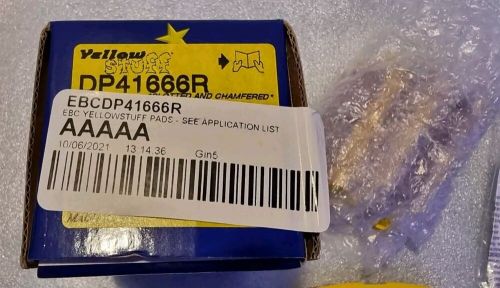 Yellow
STUFF
DP41666R
SLOTTED AND CHAMFERED*
EBCDP41666R
EBC YELLOWSTUFF PADS - SEE APPLICATION LIST
AAAAA
10/06/2021 13.14.36 Gin5